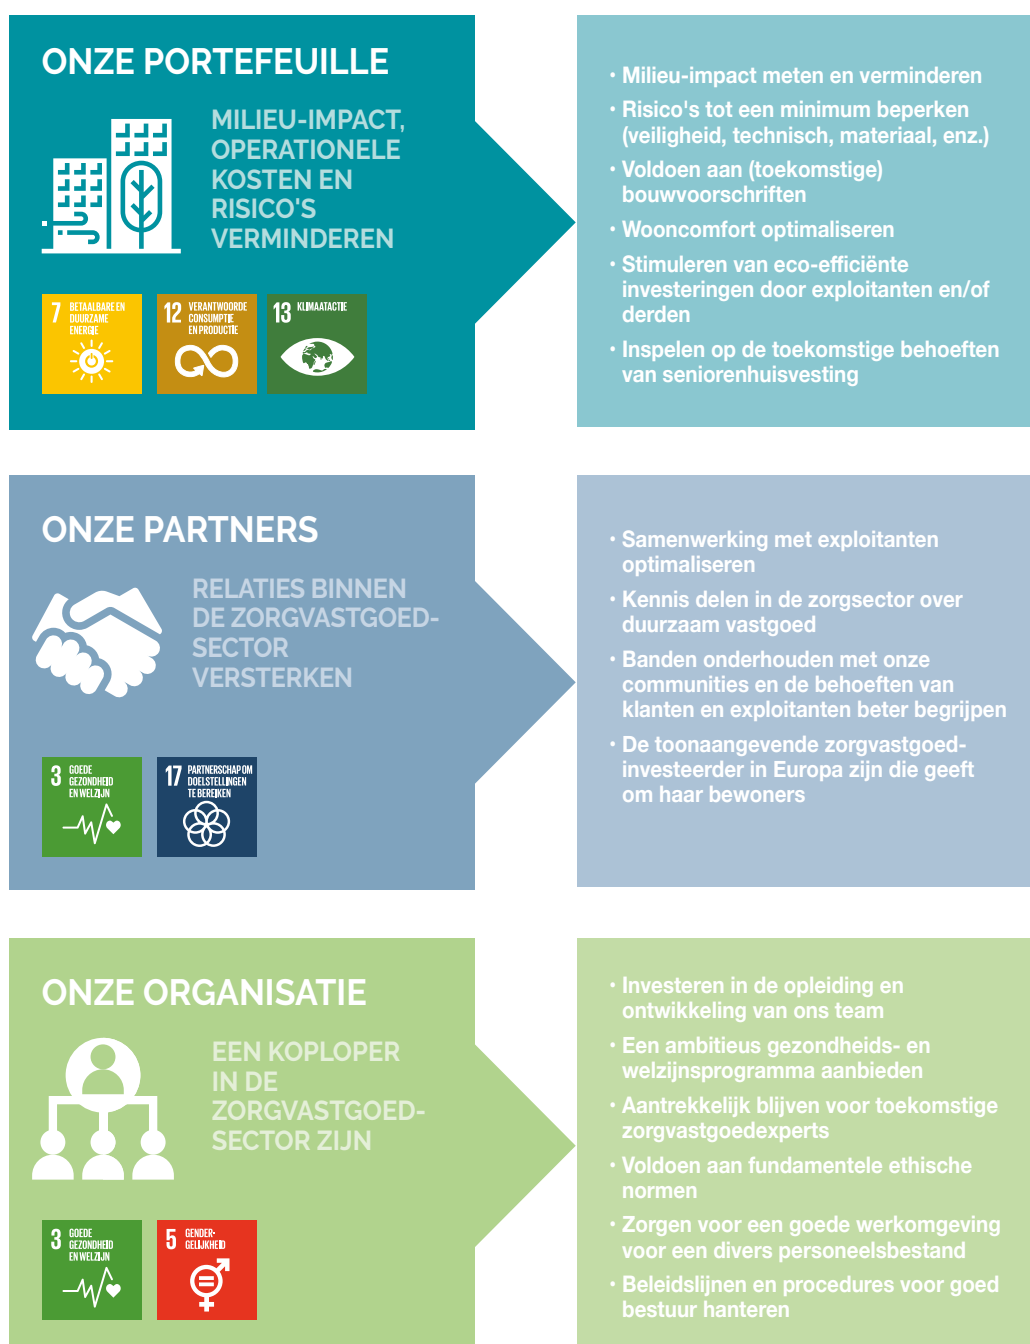 ONZE PORTEFEUILLE
MILIEU-IMPACT,
OPERATIONELE
KOSTEN EN
RISICO'S
VERMINDEREN
7 BETAALBARE EN
DUURZAME
ENERGIE
12 VERANTWOORDE
CONSUMPTIE
EN PRODUCTIE
13 KLIMAATACTIE
• Milieu-impact meten en verminderen
• Risico's tot een minimum beperken
(veiligheid, technisch, materiaal, enz.)
• Voldoen aan (toekomstige)
bouwvoorschriften
• Wooncomfort optimaliseren
• Stimuleren van eco-efficiënte
investeringen door exploitanten en/of
derden
• Inspelen op de toekomstige behoeften
van seniorenhuisvesting
ONZE PARTNERS
RELATIES BINNEN
DE ZORGVASTGOED-
SECTOR
VERSTERKEN
3 GOEDE
GEZONDHEID
EN WELZIJN
17 PARTNERSCHAP OM
DOELSTELLINGEN
TE BEREIKEN
• Samenwerking met exploitanten
optimaliseren
• Kennis delen in de zorgsector over
duurzaam vastgoed
• Banden onderhouden met onze
communities en de behoeften van
klanten en exploitanten beter begrijpen
• De toonaangevende zorgvastgoed-
investeerder in Europa zijn die geeft
om haar bewoners
ONZE ORGANISATIE
EEN KOPLOPER
IN DE
ZORGVASTGOED-
SECTOR ZIJN
3 GOEDE
GEZONDHEID
EN WELZIJN
5 GENDER-
GELIJKHEID
• Investeren in de opleiding en
ontwikkeling van ons team
• Een ambitieus gezondheids- en
welzijnsprogramma aanbieden
• Aantrekkelijk blijven voor toekomstige
zorgvastgoedexperts
• Voldoen aan fundamentele ethische
normen
• Zorgen voor een goede werkomgeving
voor een divers personeelsbestand
• Beleidslijnen en procedures voor goed
bestuur hanteren